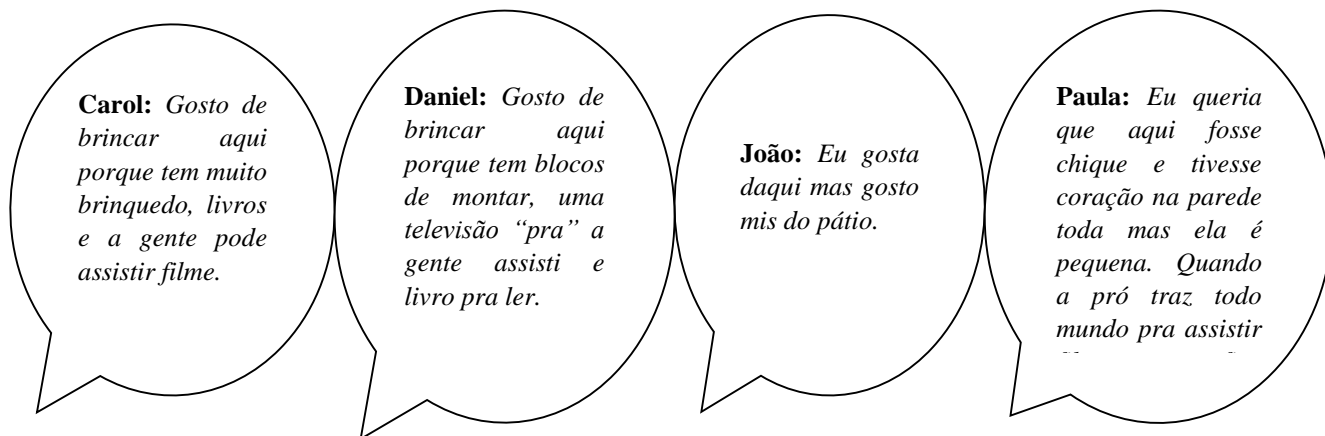 Carol: Gosto de
brincar aqui
porque tem muito
brinquedo, livros
e a gente pode
assistir filme.
Daniel: Gosto de
brincar aqui
porque tem blocos
de montar, uma
televisão “pra” a
gente assisti e
livro pra ler.
João: Eu gosta
daqui mas gosto
mis do pátio.
Paula: Eu queria
que aqui fosse
chique e tivesse
coração na parede
toda mas ela é
pequena. Quando
a pró traz todo
mundo pra assistir